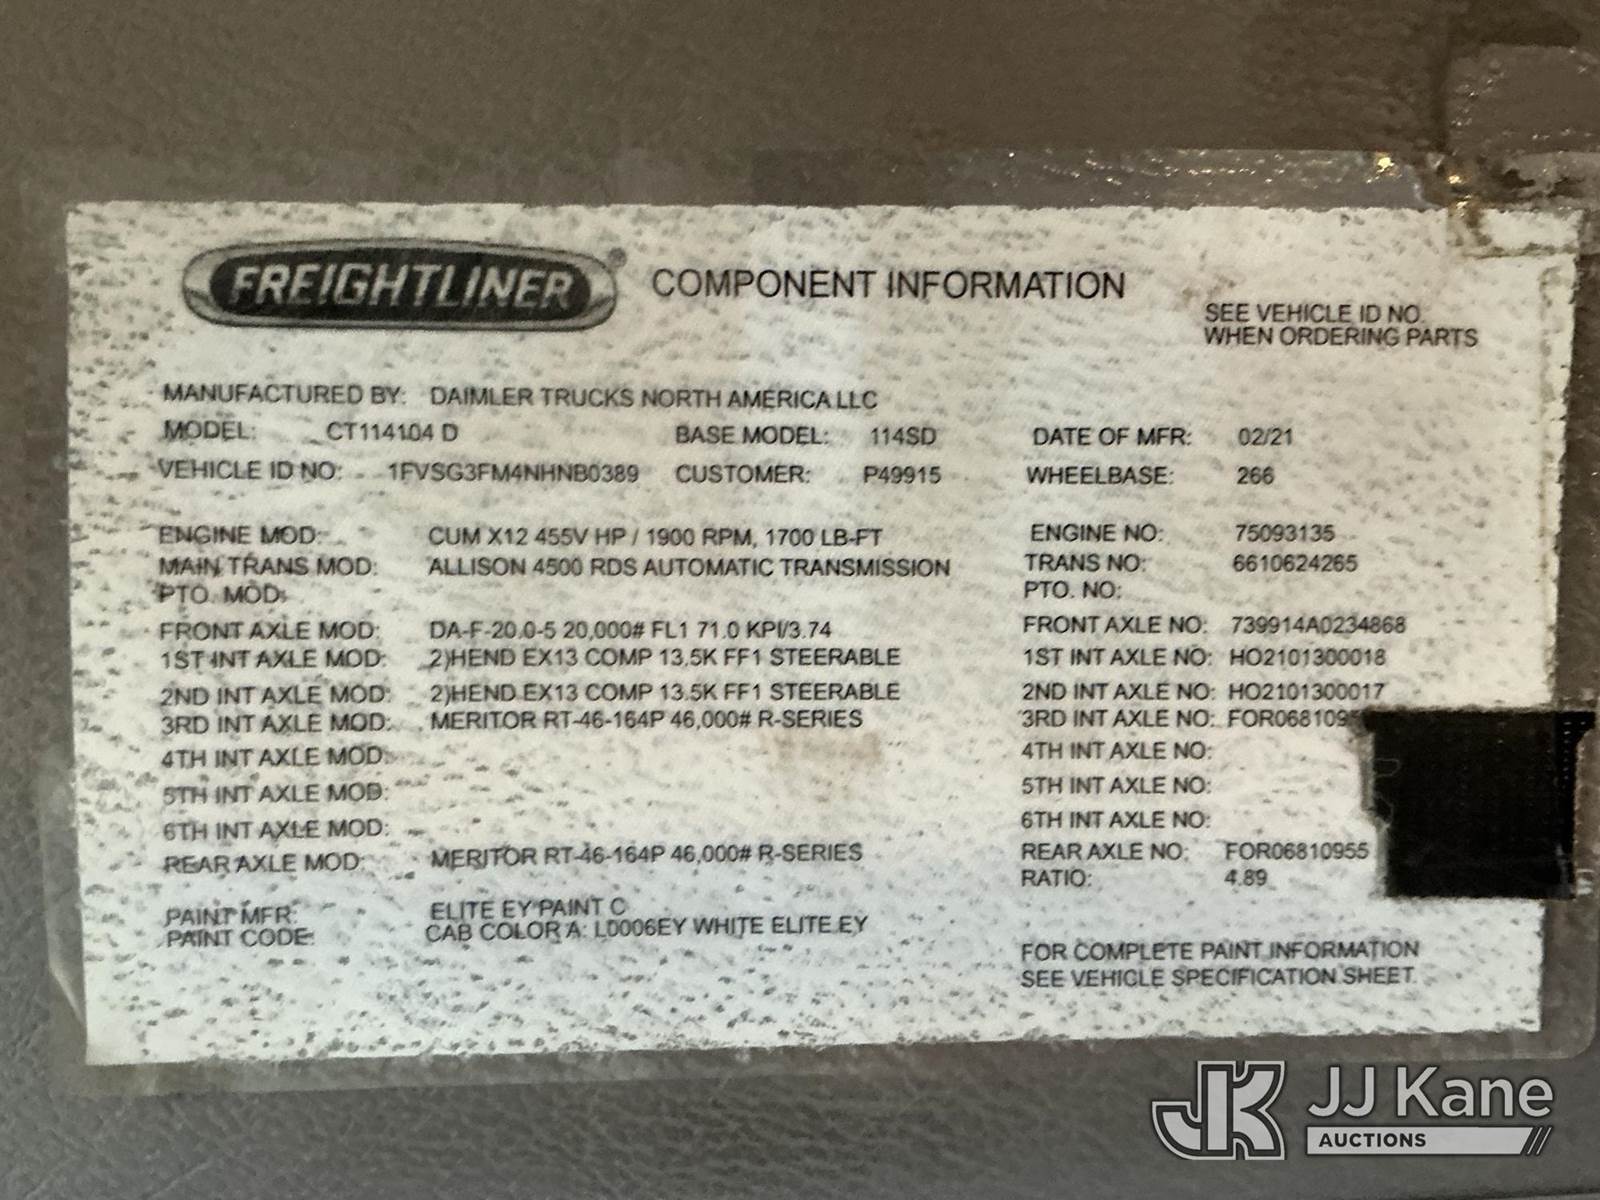 FREIGHTLINER ® COMPONENT INFORMATION
SEE VEHICLE ID NO.
WHEN ORDERING PARTS
MANUFACTURED BY: DAIMLER TRUCKS NORTH AMERICA LLC
MODEL: CT114104 D BASE MODEL: 114SD DATE OF MFR: 02/21
VEHICLE ID NO: 1FVSG3FM4NHNB0389 CUSTOMER: P49915 WHEELBASE: 266
ENGINE MOD: CUM X12 455V HP / 1900 RPM, 1700 LB-FT ENGINE NO: 75093135
MAIN TRANS MOD: ALLISON 4500 RDS AUTOMATIC TRANSMISSION TRANS NO: 6610624265
PTO. MOD: PTO. NO:
FRONT AXLE MOD: DA-F-20.0-5 20,000# FL1 71.0 KPI/3.74 FRONT AXLE NO: 739914A0234868
1ST INT AXLE MOD: 2)HEND EX13 COMP 13.5K FF1 STEERABLE 1ST INT AXLE NO: HO2101300018
2ND INT AXLE MOD: 2)HEND EX13 COMP 13.5K FF1 STEERABLE 2ND INT AXLE NO: HO2101300017
3RD INT AXLE MOD: MERITOR RT-46-164P 46,000# R-SERIES 3RD INT AXLE NO:
4TH INT AXLE MOD: 4TH INT AXLE NO:
5TH INT AXLE MOD: 5TH INT AXLE NO:
6TH INT AXLE MOD: 6TH INT AXLE NO:
REAR AXLE MOD: MERITOR RT-46-164P 46,000# R-SERIES REAR AXLE NO: FOR06810955
RATIO: 4.89
PAINT MFR: ELITE EY PAINT C
PAINT CODE: CAB COLOR A: L0006EY WHITE ELITE EY
FOR COMPLETE PAINT INFORMATION
SEE VEHICLE SPECIFICATION SHEET.
JK JJ Kane
AUCTIONS